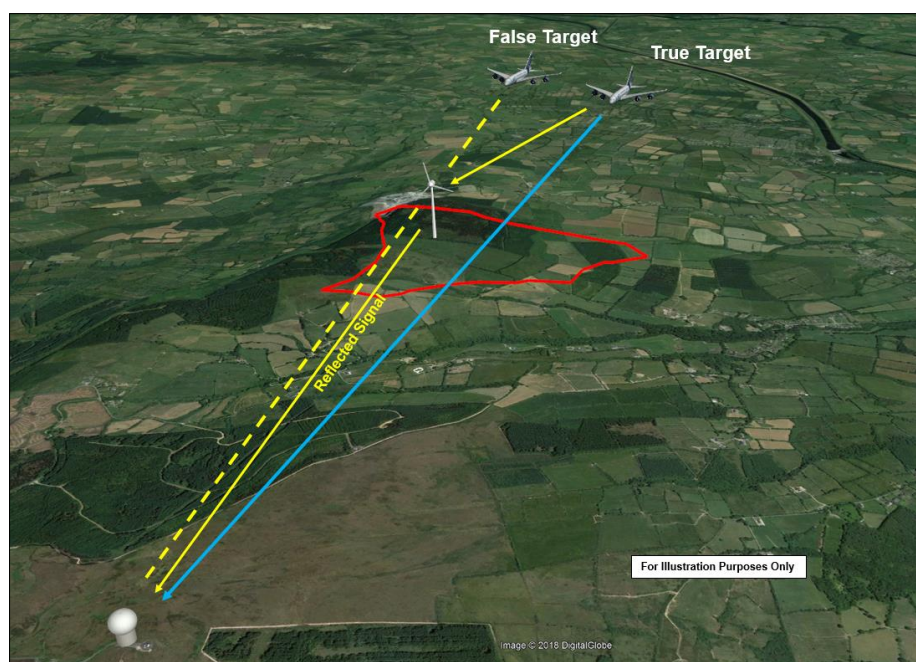 False Target
True Target
Reflected Signal
For Illustration Purposes Only
Image © 2018 DigitalGlobe